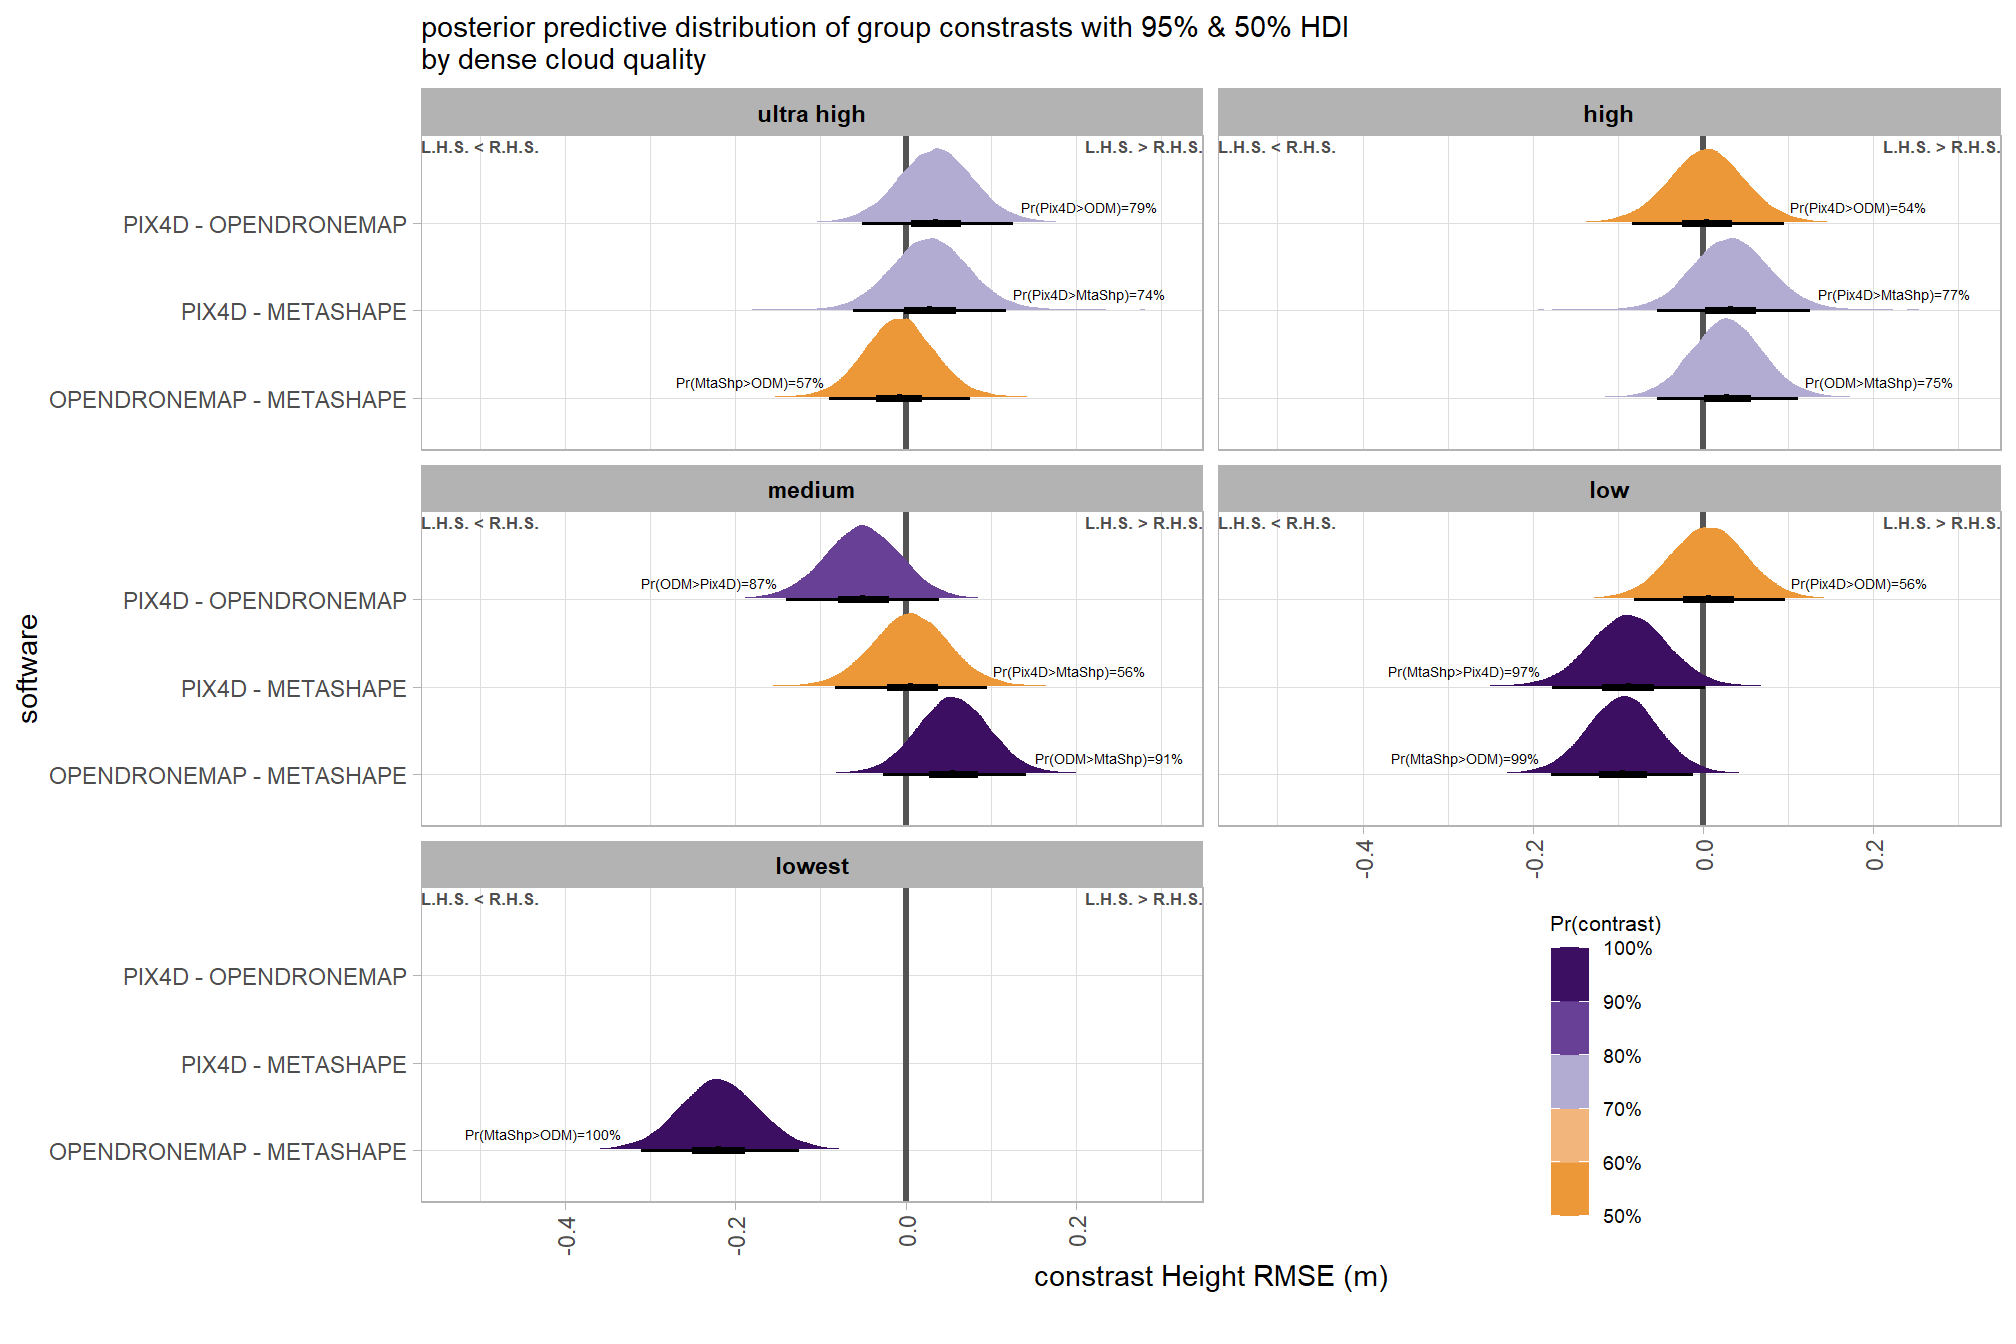 posterior predictive distribution of group constrasts with 95% & 50% HDI
by dense cloud quality
ultra high
L.H.S. < R.H.S.
L.H.S. > R.H.S.
PIX4D - OPENDRONEMAP
Pr(Pix4D>ODM)=79%
PIX4D - METASHAPE
Pr(Pix4D>MtaShp)=74%
OPENDRONEMAP - METASHAPE
Pr(MtaShp>ODM)=57%
high
L.H.S. < R.H.S.
L.H.S. > R.H.S.
Pr(Pix4D>ODM)=54%
Pr(Pix4D>MtaShp)=77%
Pr(ODM>MtaShp)=75%
software
medium
L.H.S. < R.H.S.
L.H.S. > R.H.S.
PIX4D - OPENDRONEMAP
Pr(ODM>Pix4D)=87%
PIX4D - METASHAPE
Pr(Pix4D>MtaShp)=56%
OPENDRONEMAP - METASHAPE
Pr(ODM>MtaShp)=91%
low
L.H.S. < R.H.S.
L.H.S. > R.H.S.
Pr(Pix4D>ODM)=56%
Pr(MtaShp>Pix4D)=97%
Pr(MtaShp>ODM)=99%
-0.4
-0.2
0.0
0.2
lowest
L.H.S. < R.H.S.
L.H.S. > R.H.S.
PIX4D - OPENDRONEMAP
PIX4D - METASHAPE
OPENDRONEMAP - METASHAPE
Pr(MtaShp>ODM)=100%
-0.4
-0.2
0.0
0.2
constrast Height RMSE (m)
Pr(contrast)
100%
90%
80%
70%
60%
50%